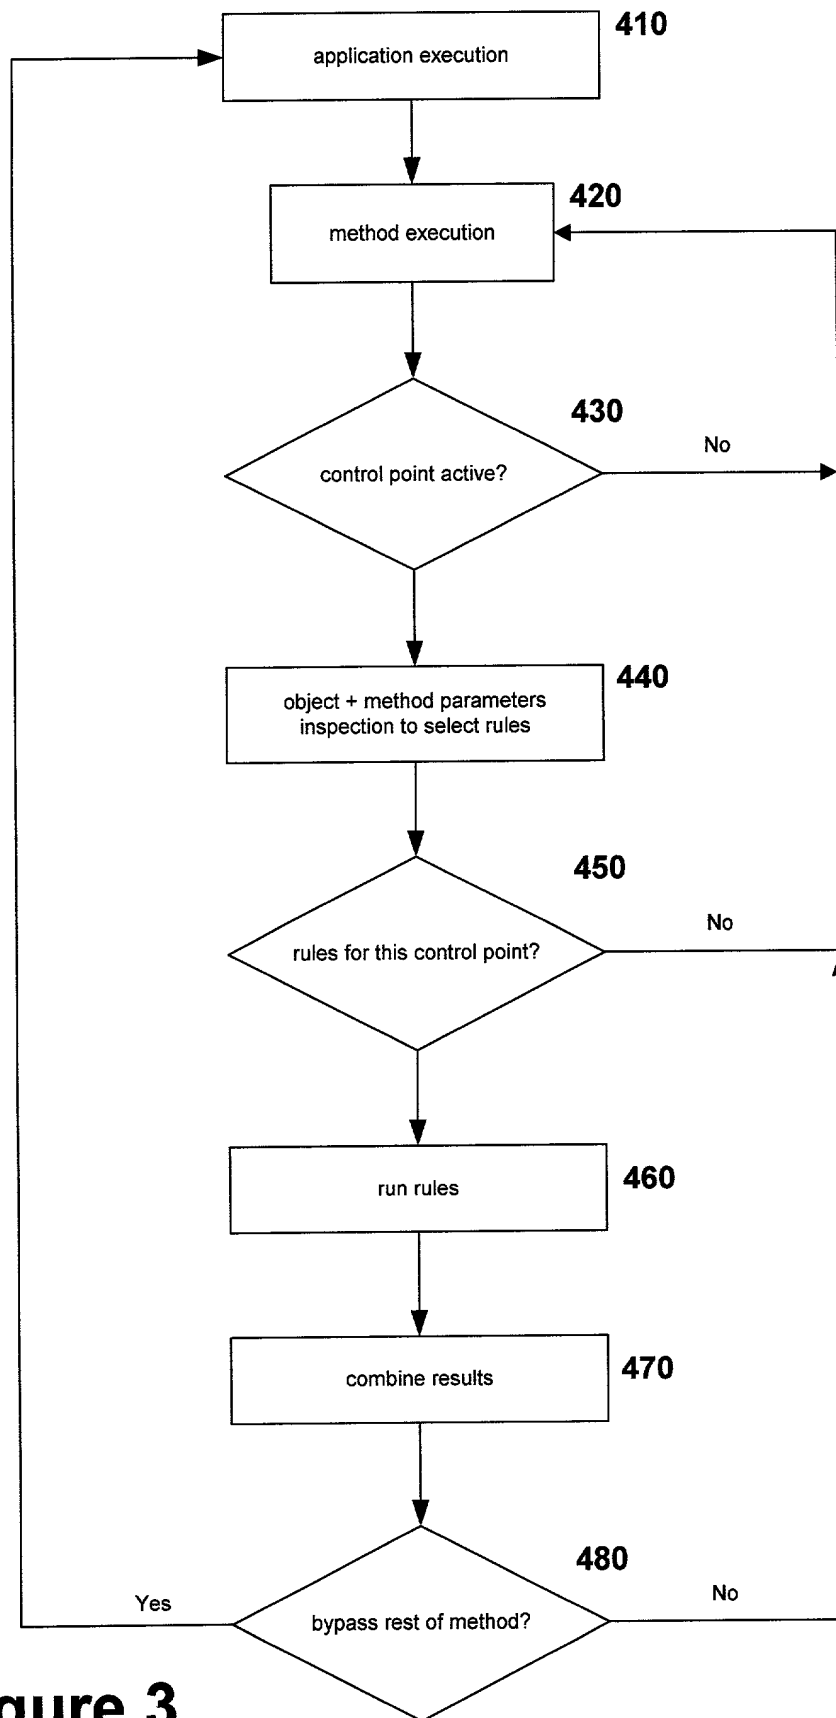 410
application execution
420
method execution
430
No
control point active?
440
object + method parameters
inspection to select rules
450
No
rules for this control point?
460
run rules
470
combine results
480
Yes
No
bypass rest of method?
gure 3